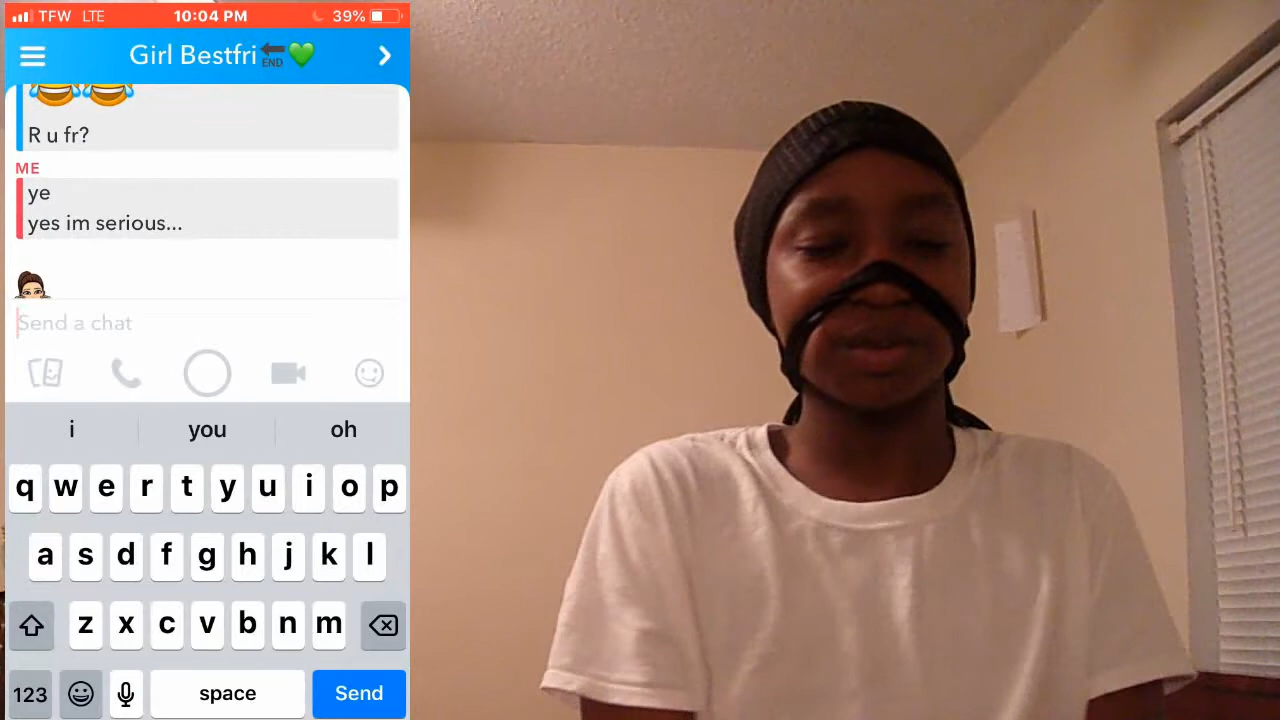 TFW LTE 10:04 PM 39%
Girl Bestfri🔚💚
😂😂
R u fr?
ME
ye
yes im serious...
Send a chat
i you oh
q w e r t y u i o p
a s d f g h j k l
z x c v b n m
123 space Send